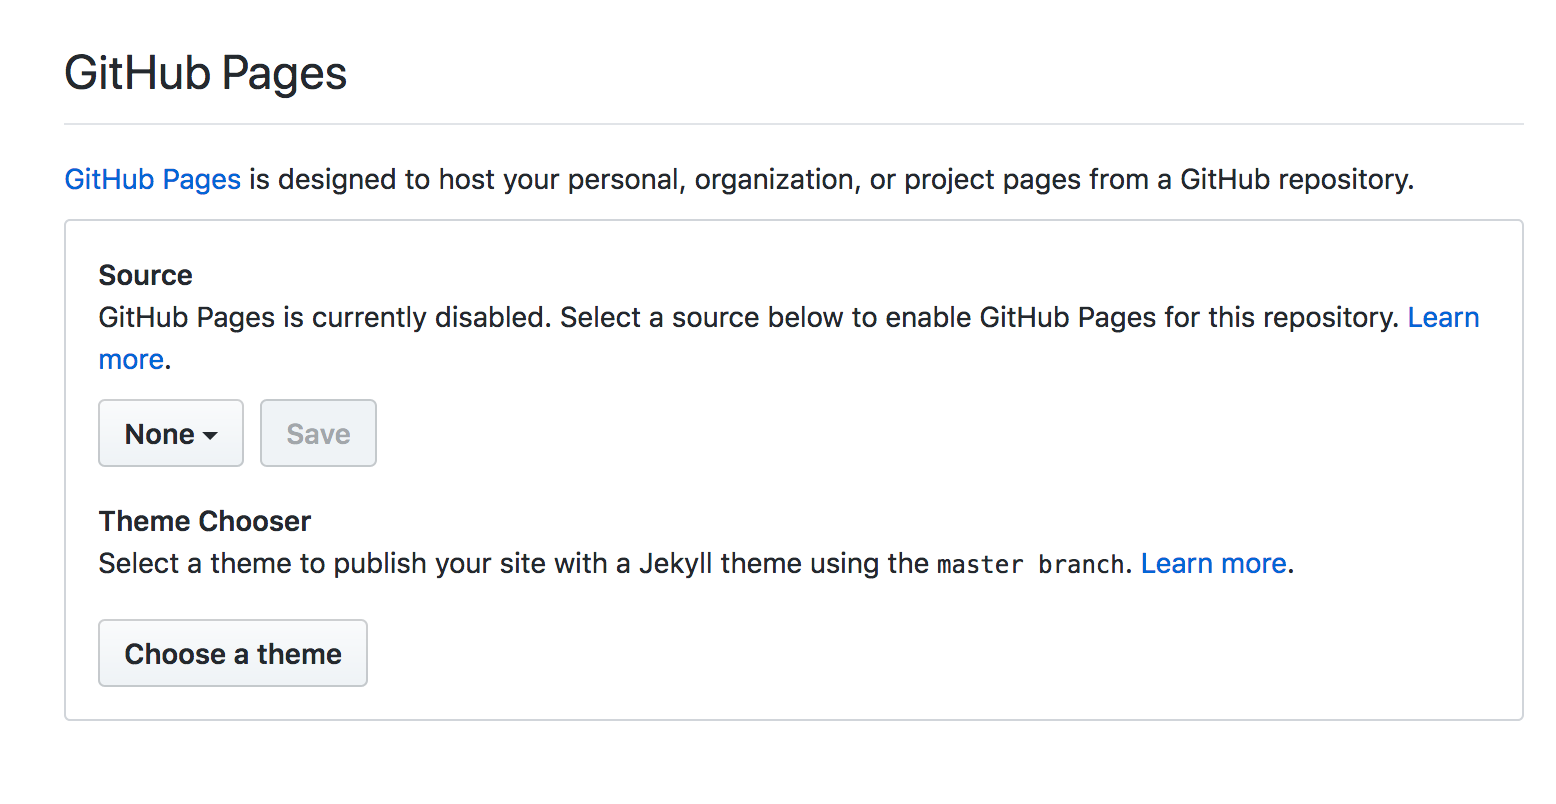 GitHub Pages
GitHub Pages is designed to host your personal, organization, or project pages from a GitHub repository.
Source
GitHub Pages is currently disabled. Select a source below to enable GitHub Pages for this repository. Learn
more.
None Save
Theme Chooser
Select a theme to publish your site with a Jekyll theme using the master branch. Learn more.
Choose a theme